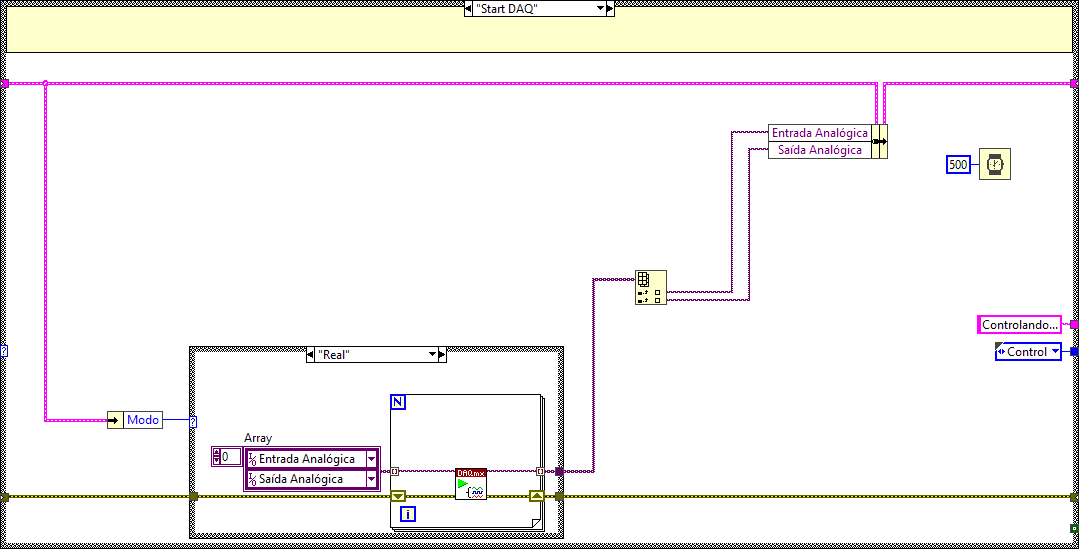 "Start DAQ"
Entrada Analógica
Saída Analógica
500
Controlando...
Control
"Real"
Modo
N
Array
0
Entrada Analógica
Saída Analógica
DAQmx
i